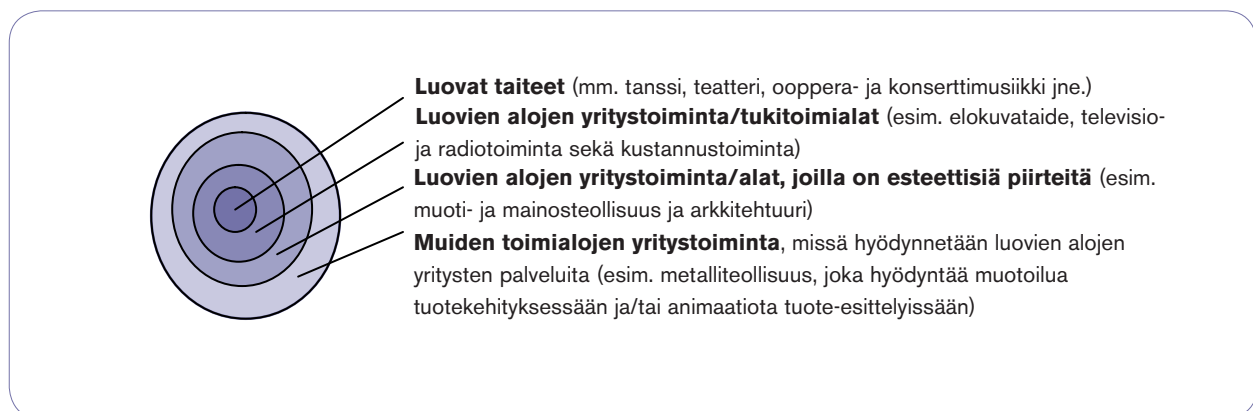 Luovat taiteet (mm. tanssi, teatteri, ooppera- ja konserttimusiikki jne.)
Luovien alojen yritystoiminta/tukitoimialat (esim. elokuvataide, televisio-
ja radiotoiminta sekä kustannustoiminta)
Luovien alojen yritystoiminta/alat, joilla on esteettisiä piirteitä (esim.
muoti- ja mainosteollisuus ja arkkitehtuuri)
Muiden toimialojen yritystoiminta, missä hyödynnetään luovien alojen
yritysten palveluita (esim. metalliteollisuus, joka hyödyntää muotoilua
tuotekehityksessään ja/tai animaatiota tuote-esittelyissään)